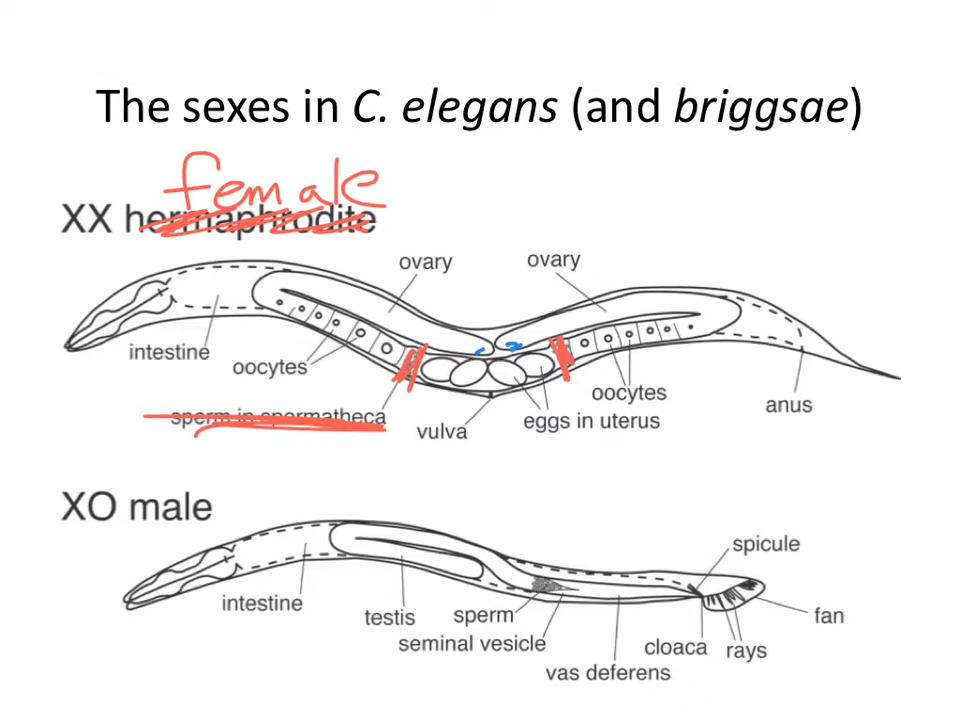 The sexes in C. elegans (and briggsae)
female
XX hermaphrodite
ovary
ovary
intestine
oocytes
oocytes
anus
sperm in spermatheca
vulva
eggs in uterus
XO male
spicule
intestine
testis
sperm
fan
seminal vesicle
cloaca
rays
vas deferens